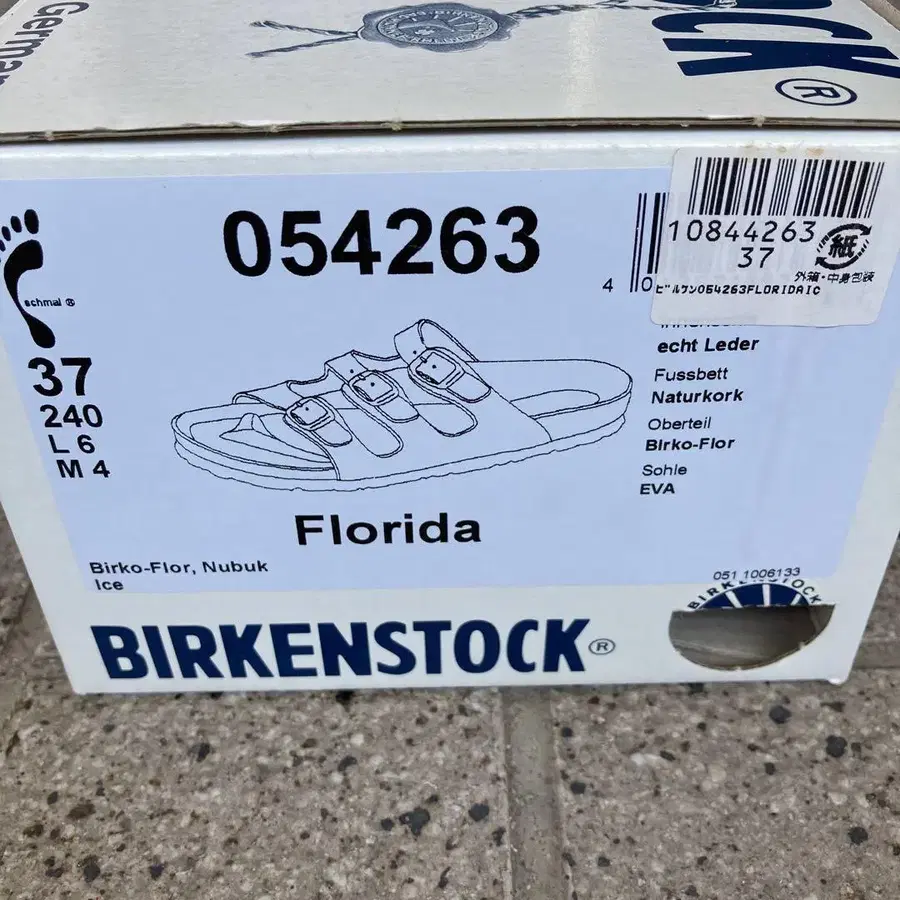 German
CK®
054263
10844263
37
紙
外箱・中身包装
ビルケン054263FLORIDAIC
4 0
schmal ®
37
240
L 6
M 4
echt Leder
Fussbett
Naturkork
Oberteil
Birko-Flor
Sohle
EVA
Florida
Birko-Flor, Nubuk
Ice
051 1006133
BIRKENSTOCK
BIRKENSTOCK®